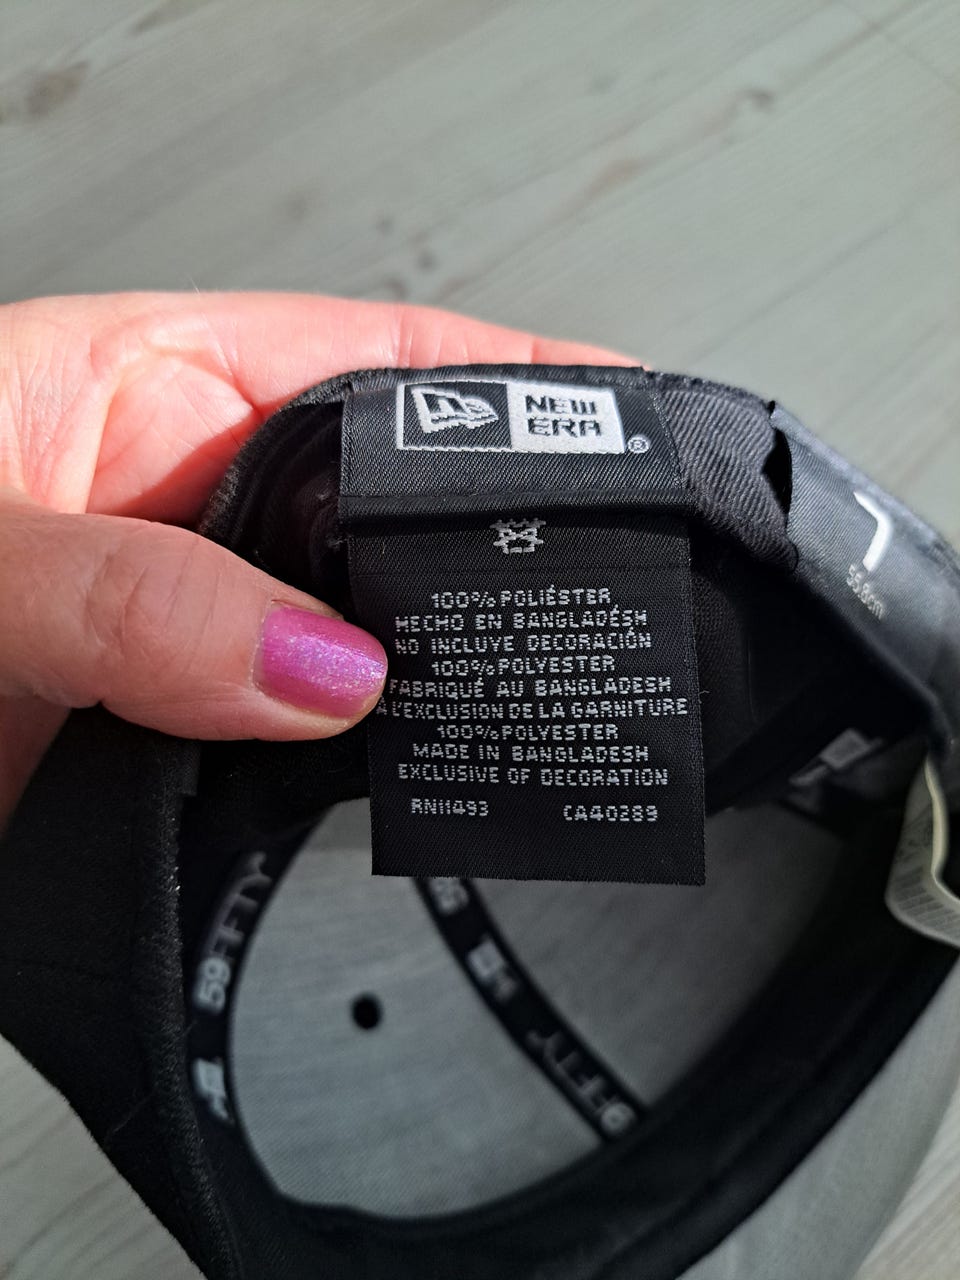 NEW
ERA
®
100% POLIÉSTER
HECHO EN BANGLADÉSH
NO INCLUYE DECORACIÓN
100% POLYESTER
FABRIQUÉ AU BANGLADESH
À L'EXCLUSION DE LA GARNITURE
100% POLYESTER
MADE IN BANGLADESH
EXCLUSIVE OF DECORATION
RN11493 CA40289
7
55.8cm
59FIFTY
9FIFTY